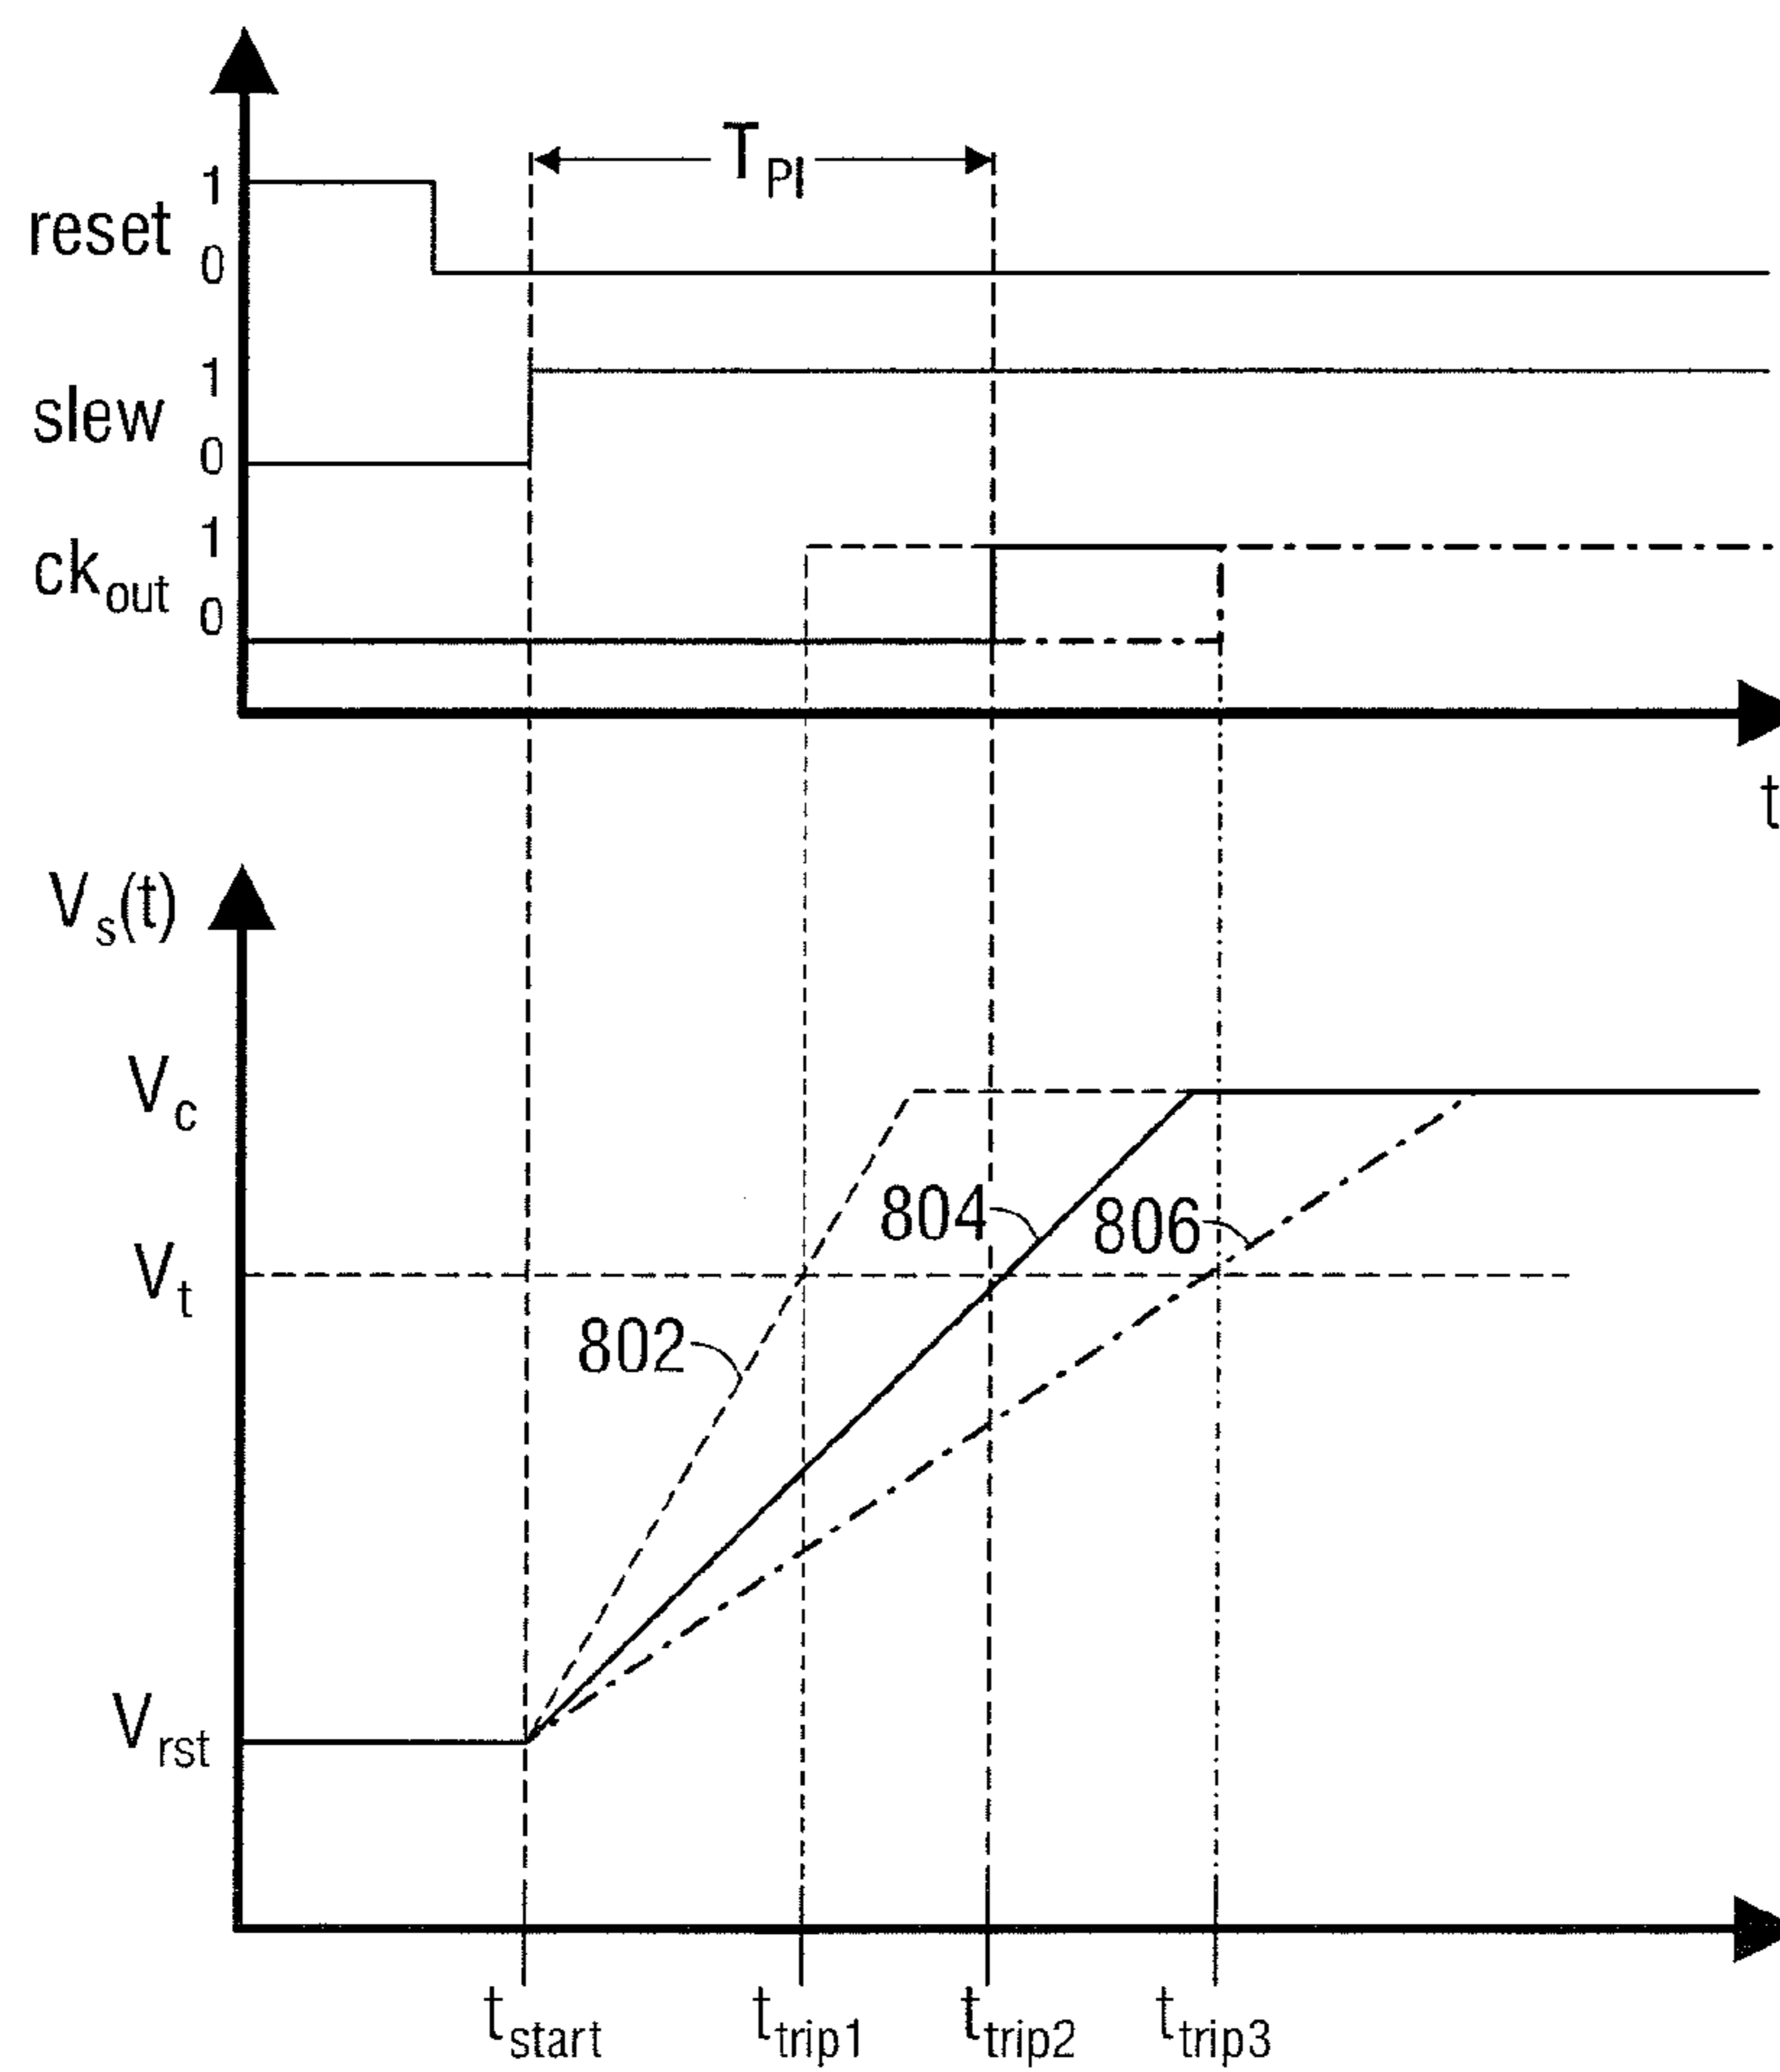 T_PI
1
reset
0
1
slew
0
1
ck_out
0
t
V_s(t)
V_c
804
806
V_t
802
V_rst
t_start t_trip1 t_trip2 t_trip3